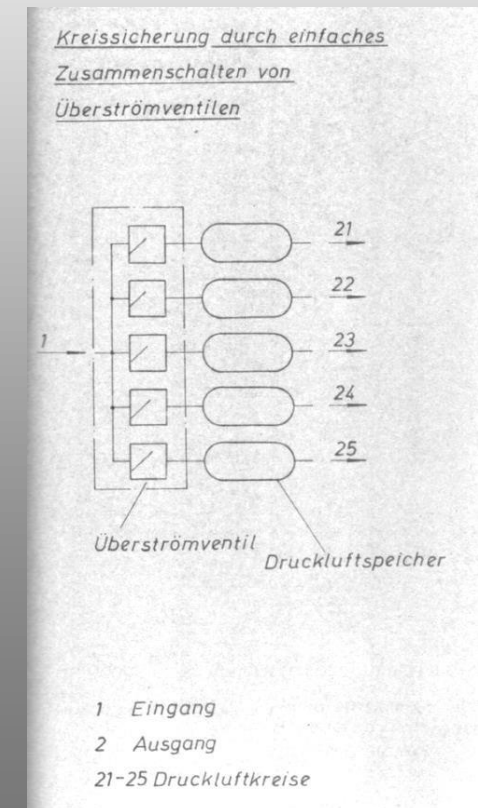 Kreissicherung durch einfaches
Zusammenschalten von
Überströmventilen
21
22
1
23
24
25
Überströmventil
Druckluftspeicher
1 Eingang
2 Ausgang
21-25 Druckluftkreise